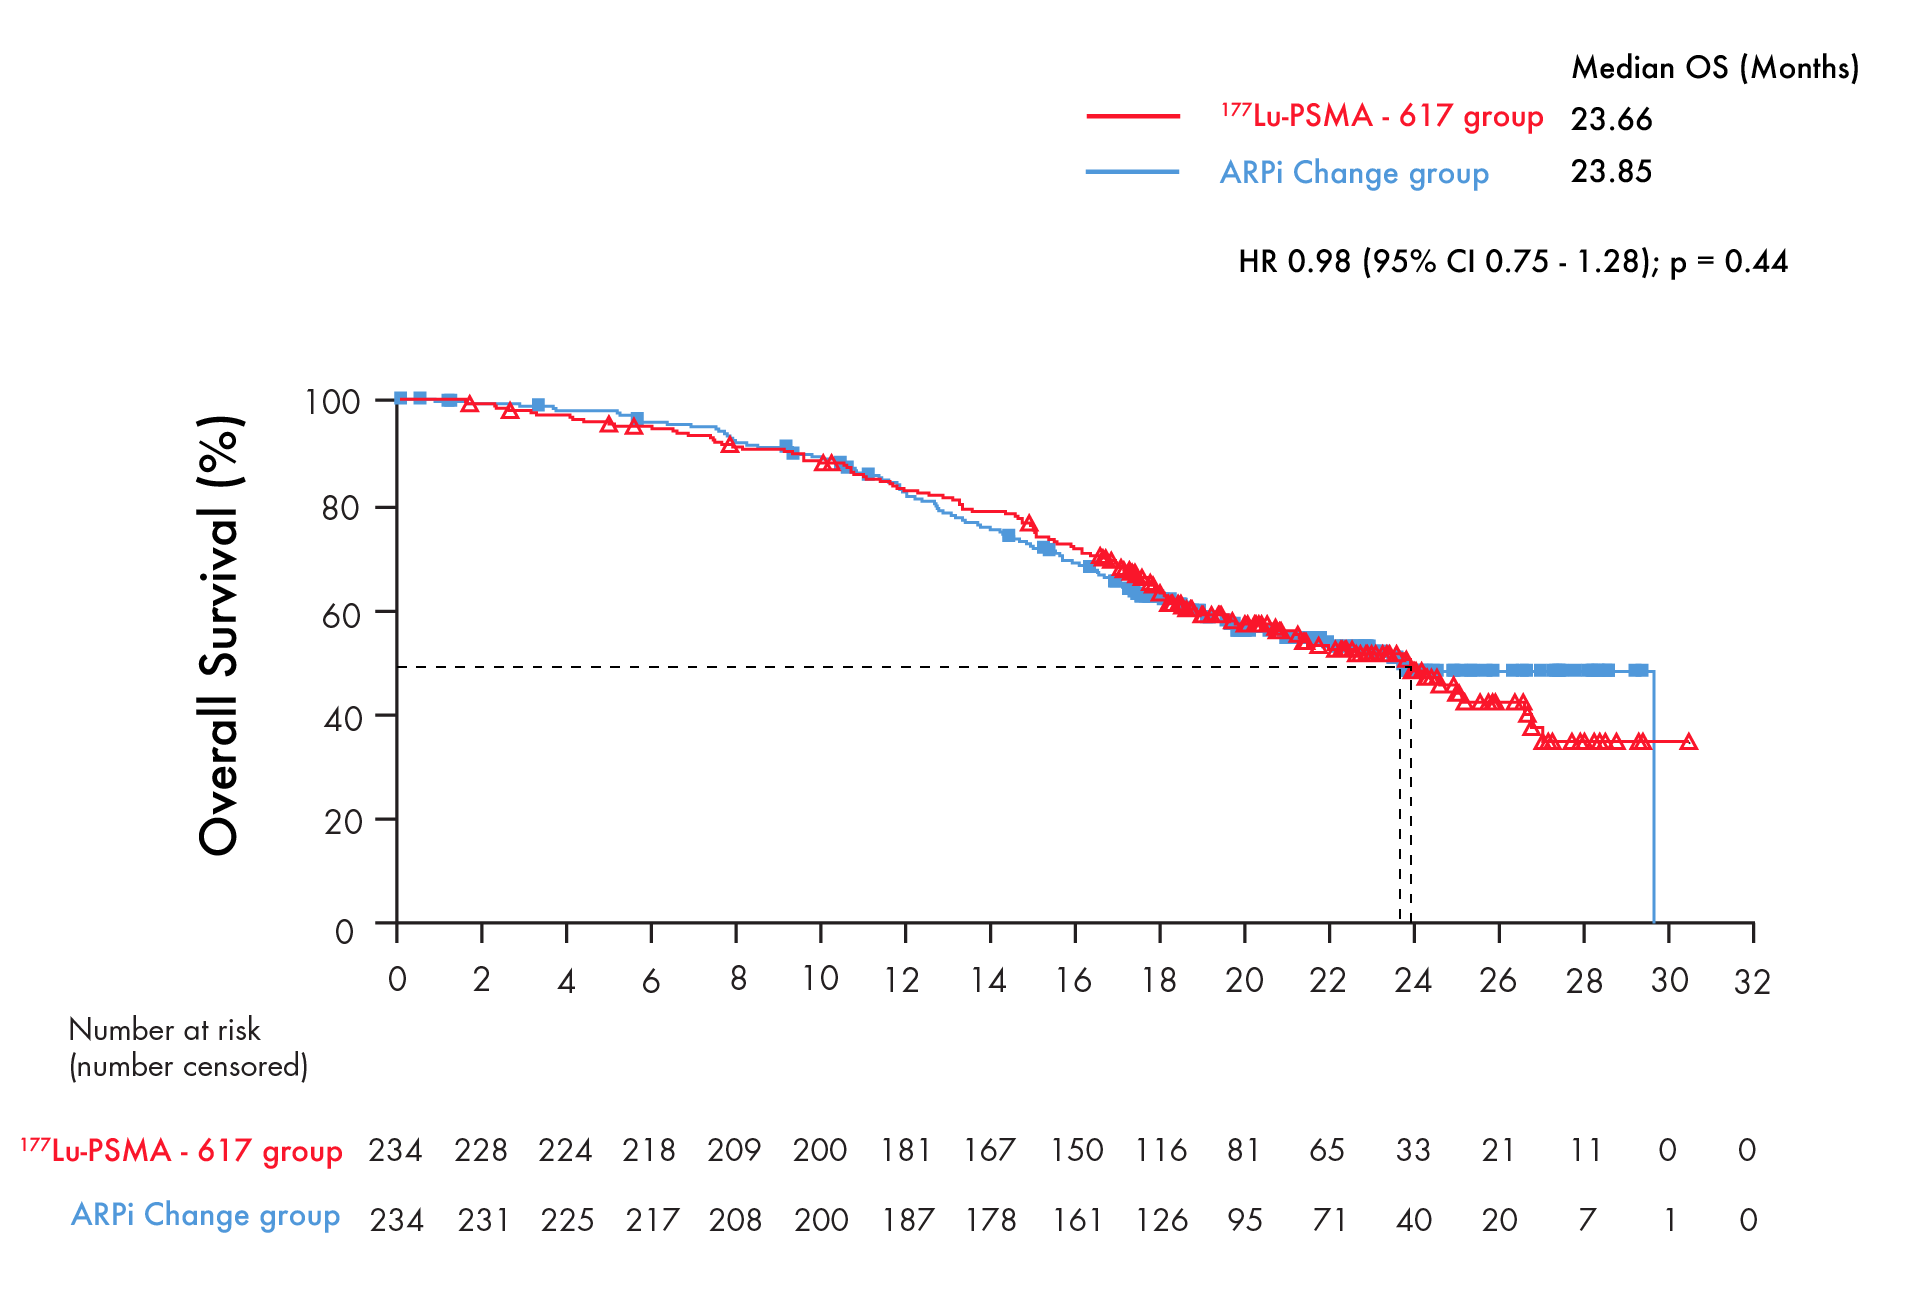 Median OS (Months)
¹⁷⁷Lu-PSMA - 617 group 23.66
ARPi Change group 23.85
HR 0.98 (95% CI 0.75 - 1.28); p = 0.44
Overall Survival (%)
100
80
60
40
20
0
0 2 4 6 8 10 12 14 16 18 20 22 24 26 28 30 32
Number at risk
(number censored)
¹⁷⁷Lu-PSMA - 617 group 234 228 224 218 209 200 181 167 150 116 81 65 33 21 11 0 0
ARPi Change group 234 231 225 217 208 200 187 178 161 126 95 71 40 20 7 1 0